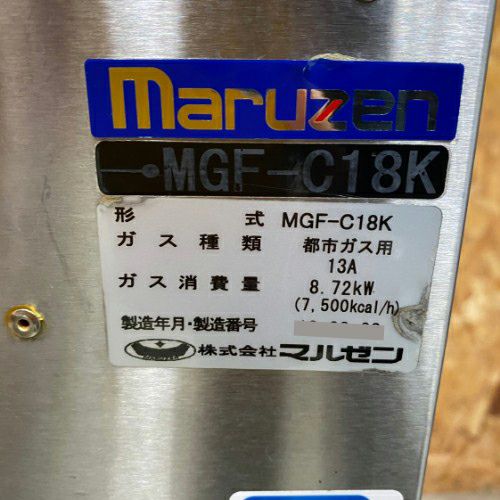 maruzen
MGF-C18K
形 式 MGF-C18K
ガス種類 都市ガス用
13A
ガス消費量 8.72kW
(7,500kcal/h)
製造年月・製造番号
株式会社マルゼン